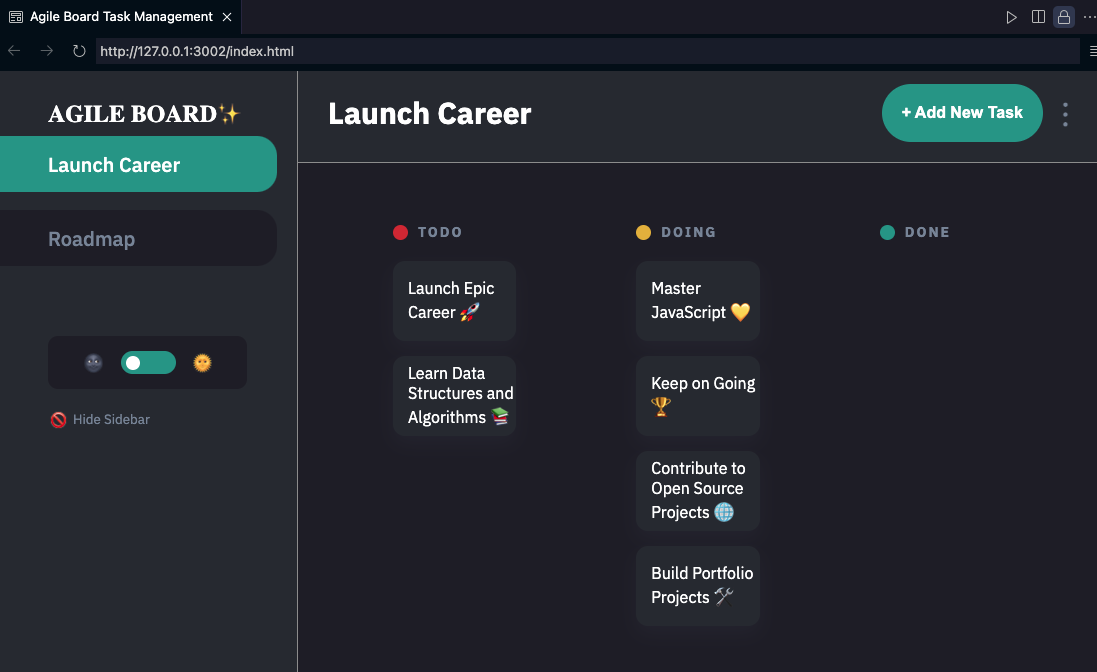 Agile Board Task Management
http://127.0.0.1:3002/index.html
AGILE BOARD✨
Launch Career
Roadmap
🚫 Hide Sidebar
Launch Career
+ Add New Task
TODO
Launch Epic
Career 🚀
Learn Data
Structures and
Algorithms 📚
DOING
Master
JavaScript 💛
Keep on Going
🏆
Contribute to
Open Source
Projects 🌐
Build Portfolio
Projects 🛠️
DONE